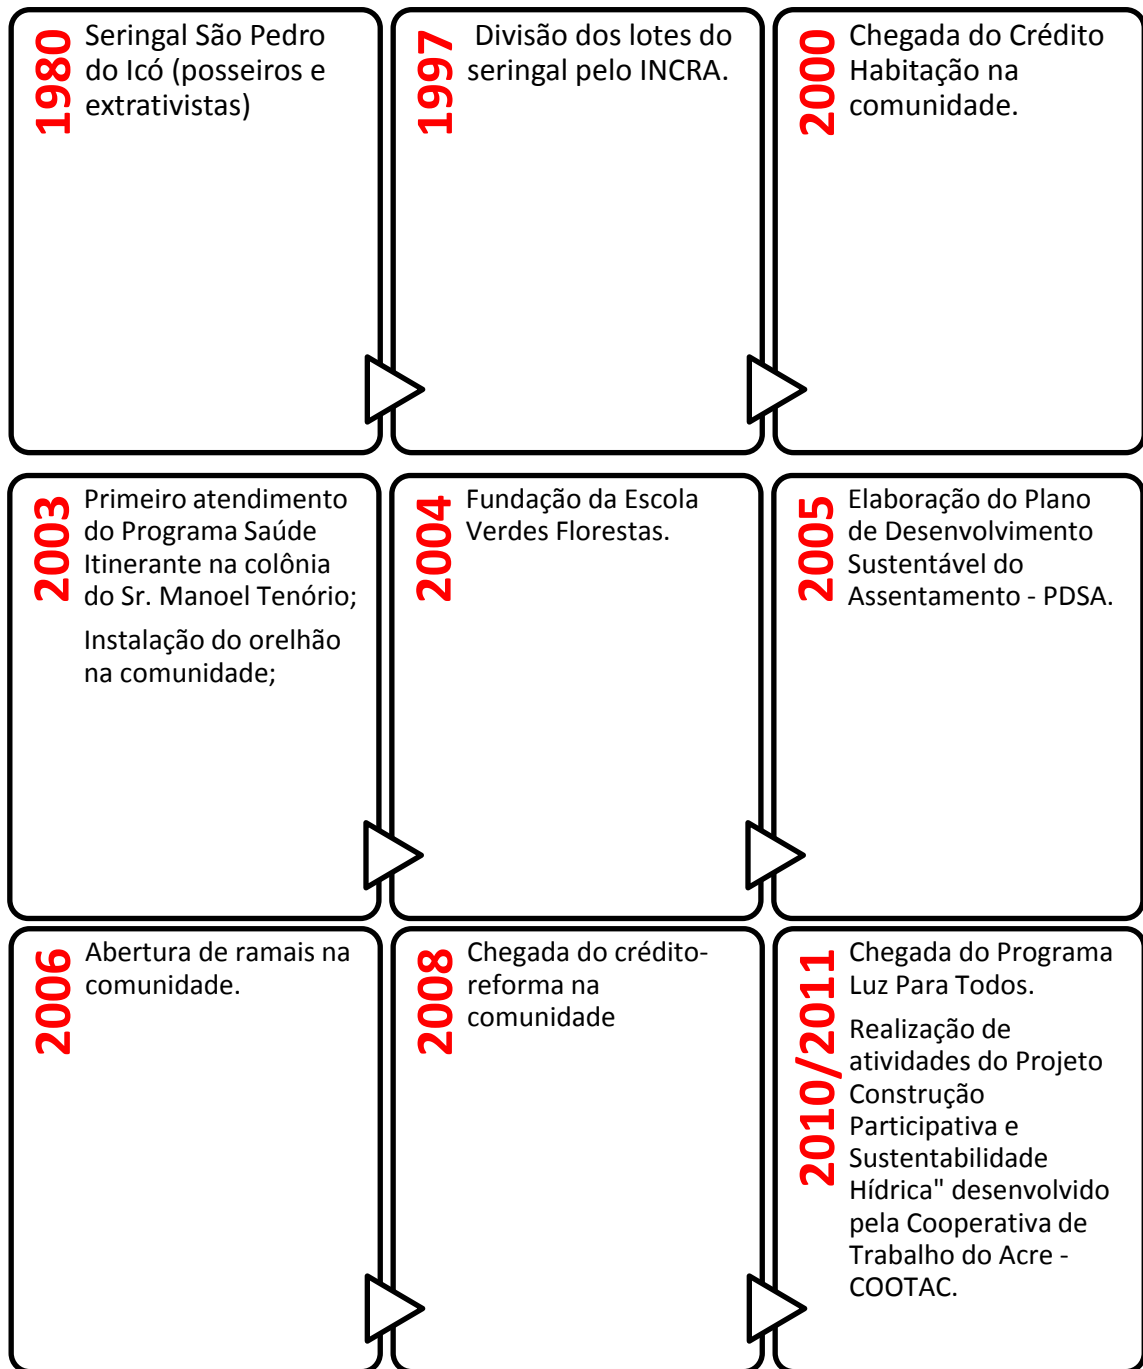 1980
Seringal São Pedro
do Icó (posseiros e
extrativistas)
1997
Divisão dos lotes do
seringal pelo INCRA.
2000
Chegada do Crédito
Habitação na
comunidade.
2003
Primeiro atendimento
do Programa Saúde
Itinerante na colônia
do Sr. Manoel Tenório;
Instalação do orelhão
na comunidade;
2004
Fundação da Escola
Verdes Florestas.
2005
Elaboração do Plano
de Desenvolvimento
Sustentável do
Assentamento - PDSA.
2006
Abertura de ramais na
comunidade.
2008
Chegada do crédito-
reforma na
comunidade
2010/2011
Chegada do Programa
Luz Para Todos.
Realização de
atividades do Projeto
Construção
Participativa e
Sustentabilidade
Hídrica" desenvolvido
pela Cooperativa de
Trabalho do Acre -
COOTAC.